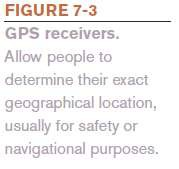 FIGURE 7-3
GPS receivers.
Allow people to
determine their exact
geographical location,
usually for safety or
navigational purposes.